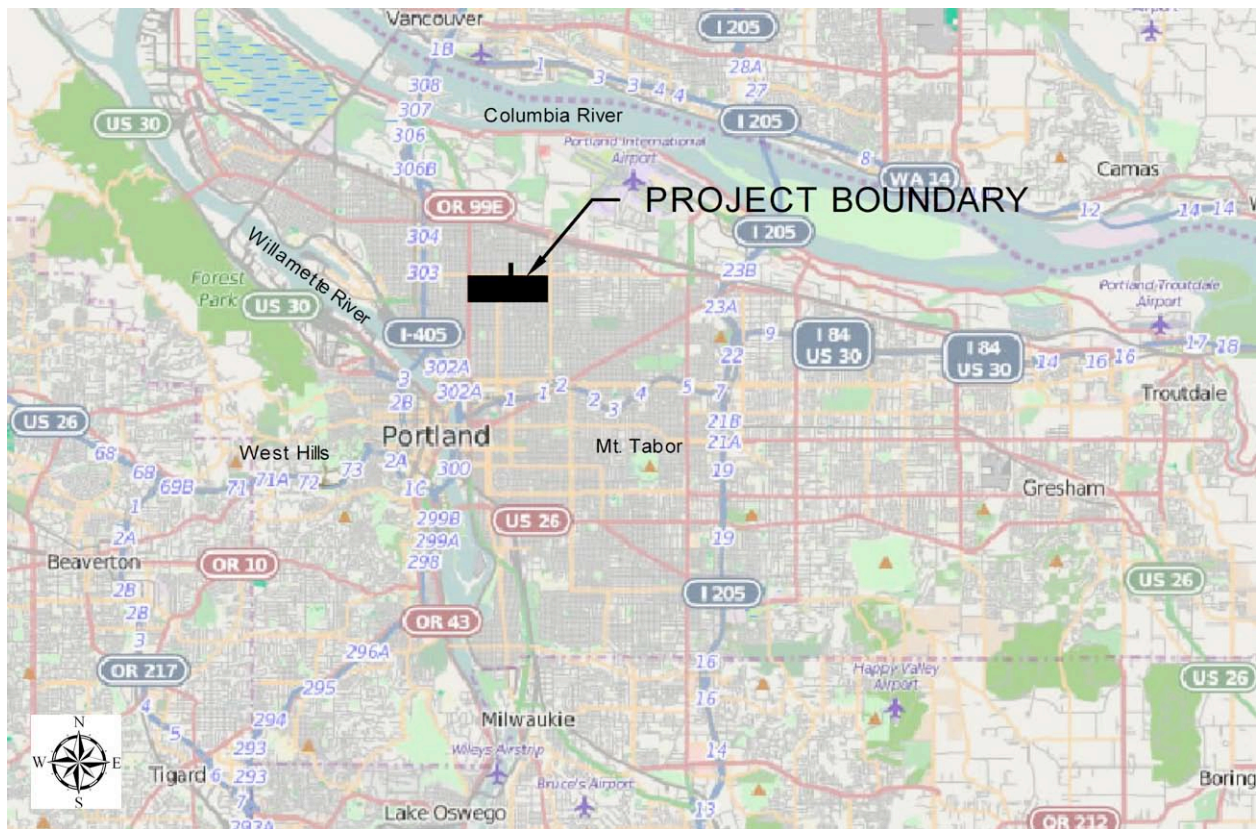 Vancouver
I 205
Airport
1B
1
3
3
4
4
28A
27
308
307
306
306B
Columbia River
Portland International
Airport
I 205
8
WA 14
Camas
US 30
OR 99E
PROJECT BOUNDARY
12
14
14
304
303
I 205
23B
23A
Willamette River
Forest
Park
US 30
I-405
Portland-Troutdale
Airport
22
9
I 84
US 30
I 84
US 30
14
16
16
17
18
302A
302A
3
2B
1
1
2
2
3
4
5
7
Troutdale
US 26
Portland
21B
21A
68
68
69B
71
71A
72
73
West Hills
2A
300
1C
Mt. Tabor
19
Gresham
1
2A
299B
299A
298
US 26
19
Beaverton
OR 10
2B
2B
3
I 205
US 26
OR 43
296A
295
OR 217
16
16
Happy Valley
Airport
US 26
4
5
6
7
294
293
293
Milwaukie
Wileys Airstrip
14
N
W
E
S
Tigard
Bruce's Airport
Boring
13
Lake Oswego
292A
OR 212